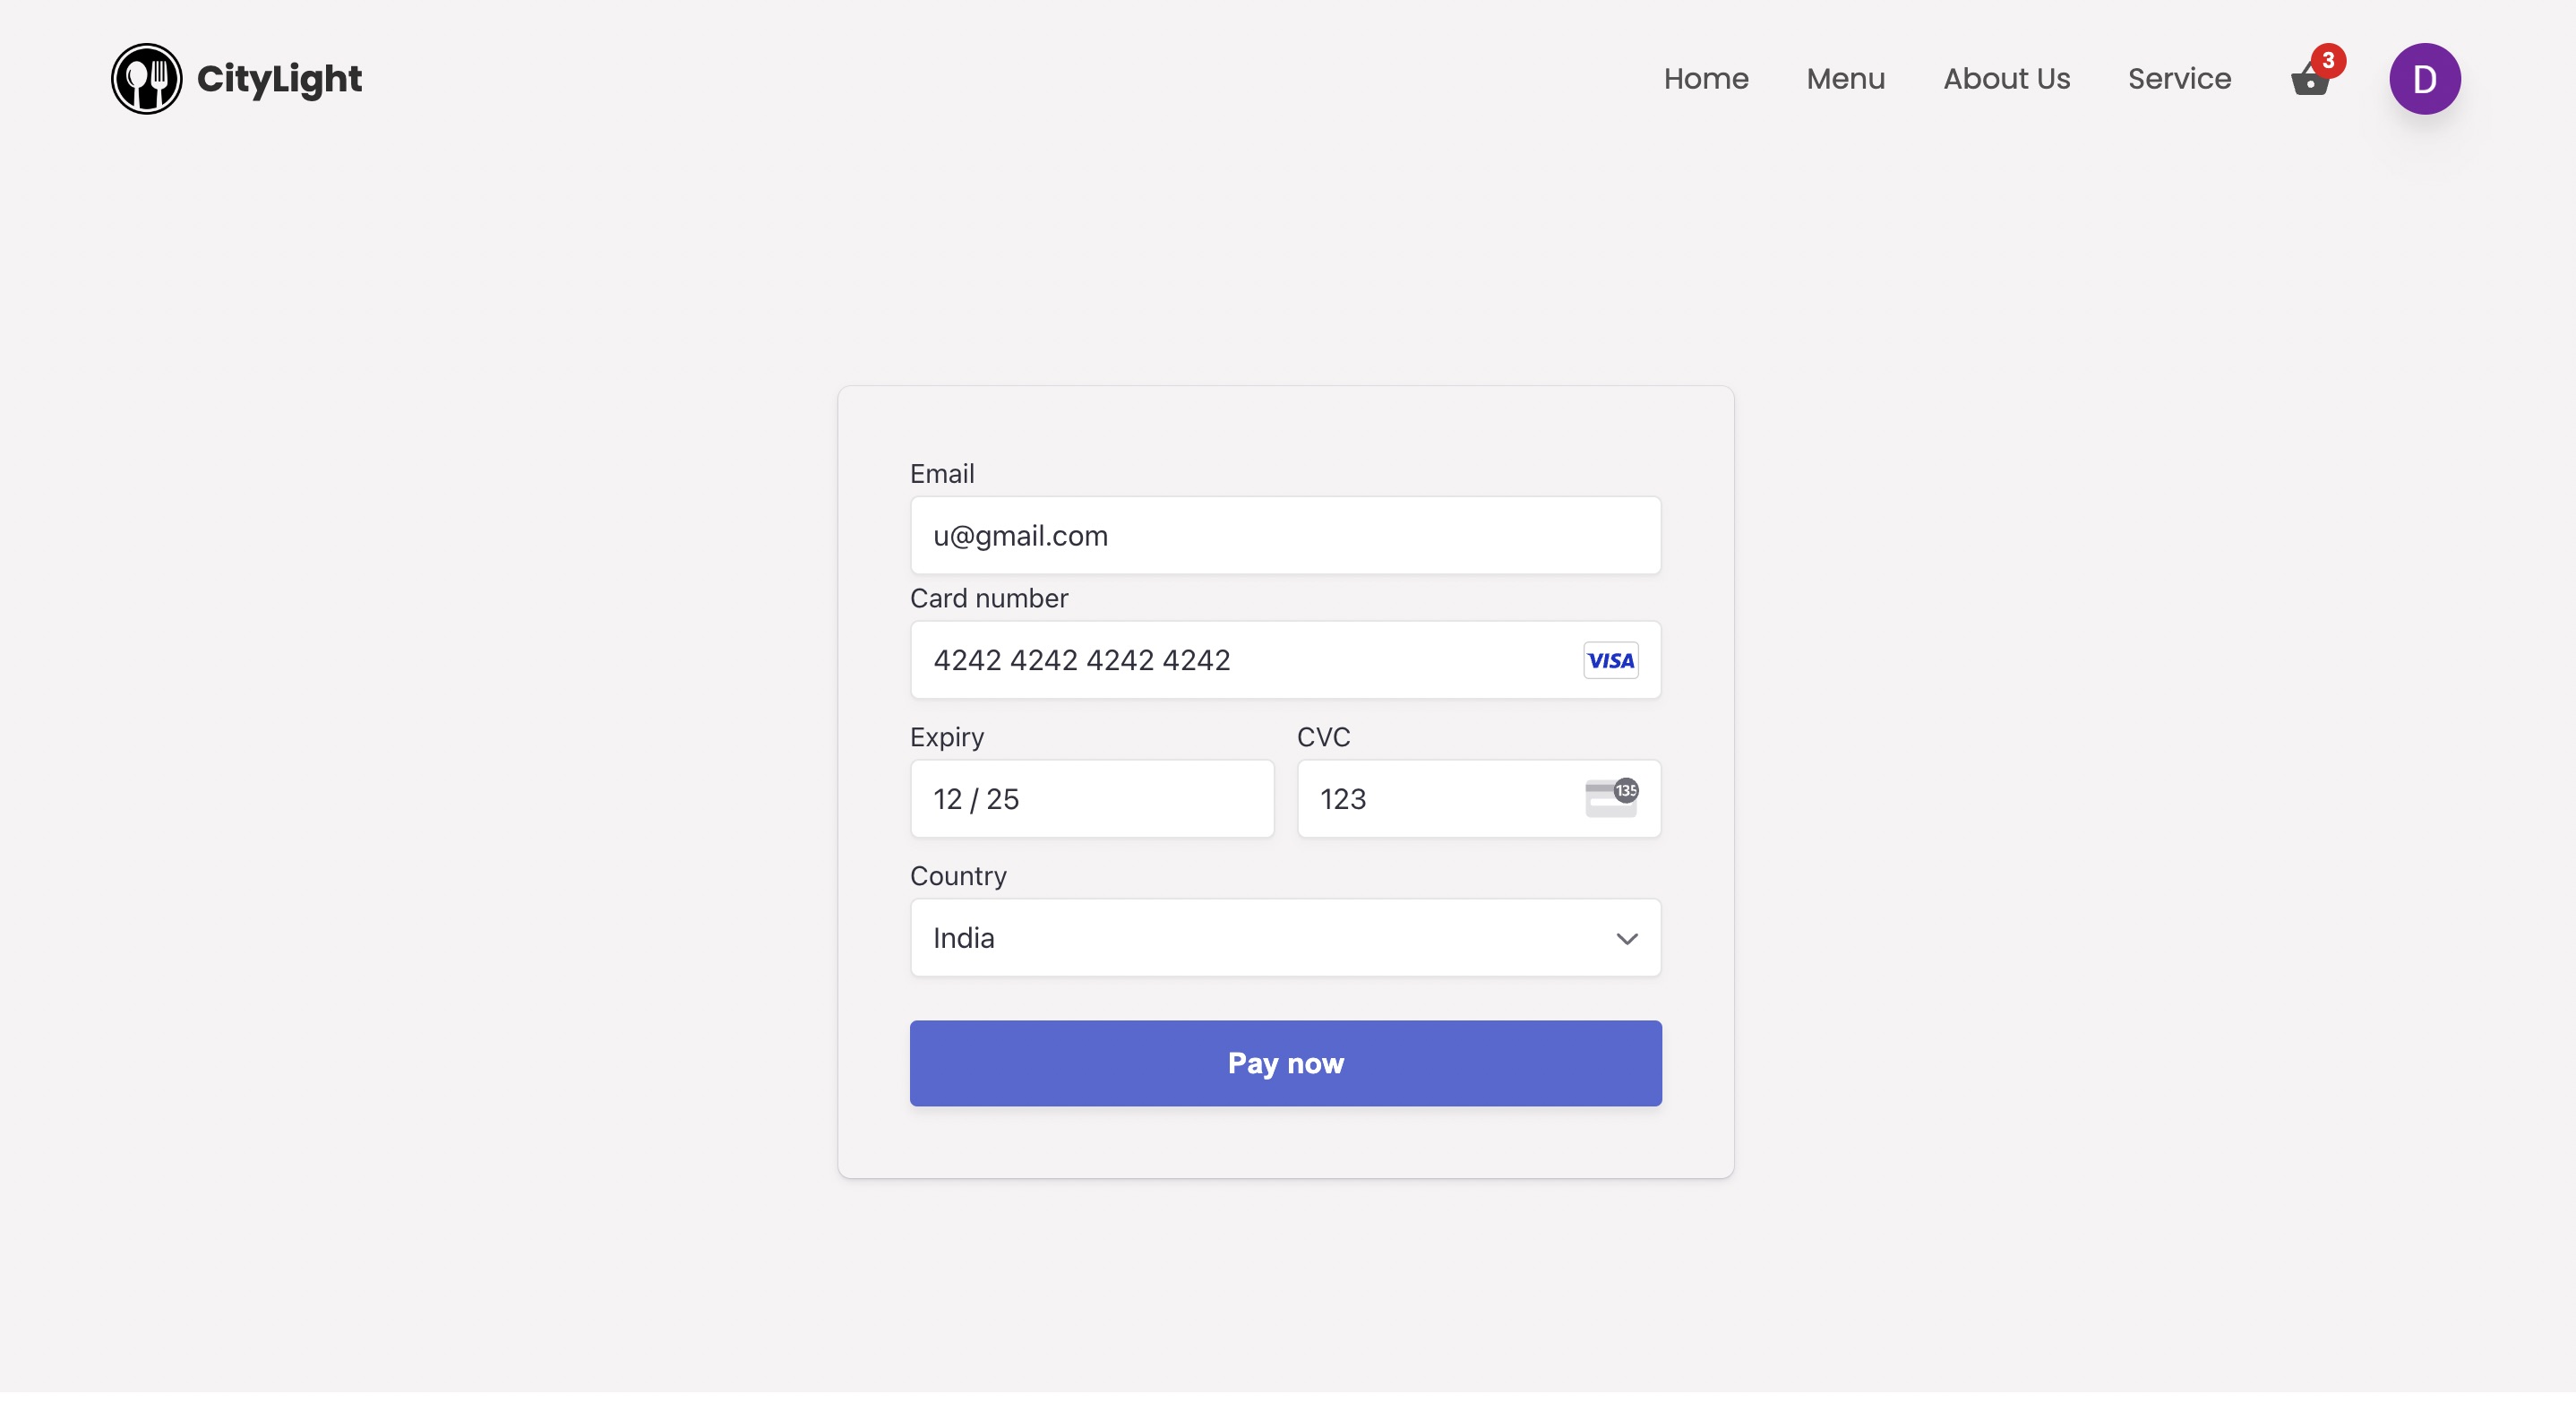 CityLight
Home Menu About Us Service 3 D
Email
u@gmail.com
Card number
4242 4242 4242 4242 VISA
Expiry CVC
12 / 25 123 135
Country
India
Pay now